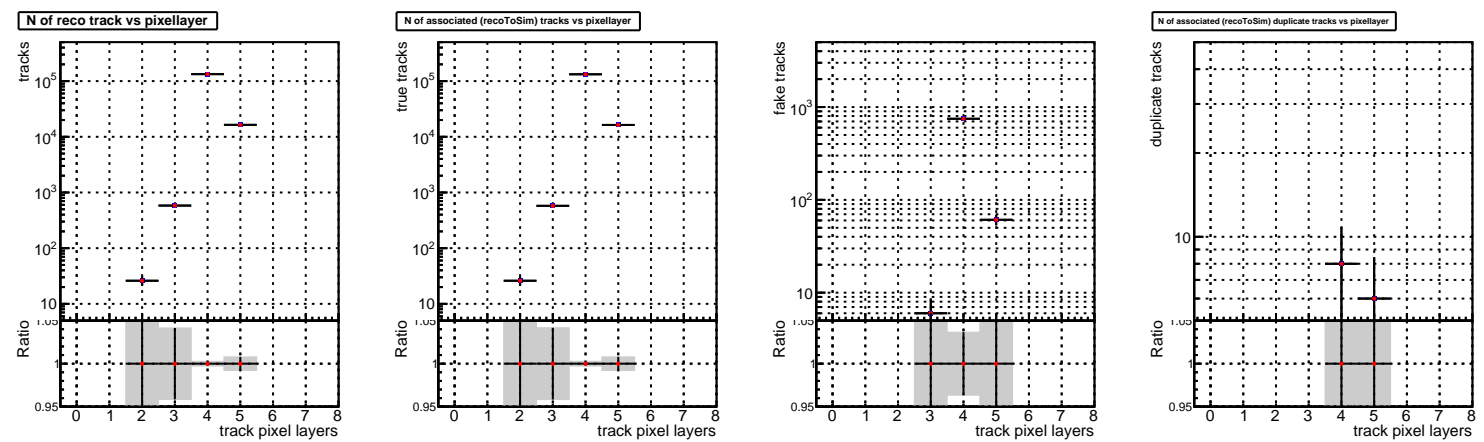 N of reco track vs pixellayer
tracks
10^5
10^4
10^3
10^2
10
Ratio
1.05
1
0.95
0 1 2 3 4 5 6 7 8
track pixel layers
N of associated (recoToSim) tracks vs pixellayer
true tracks
10^5
10^4
10^3
10^2
10
Ratio
1.05
1
0.95
0 1 2 3 4 5 6 7 8
track pixel layers
fake tracks
10^3
10^2
10
Ratio
1.05
1
0.95
0 1 2 3 4 5 6 7 8
track pixel layers
N of associated (recoToSim) duplicate tracks vs pixellayer
duplicate tracks
10
Ratio
1.05
1
0.95
0 1 2 3 4 5 6 7 8
track pixel layers